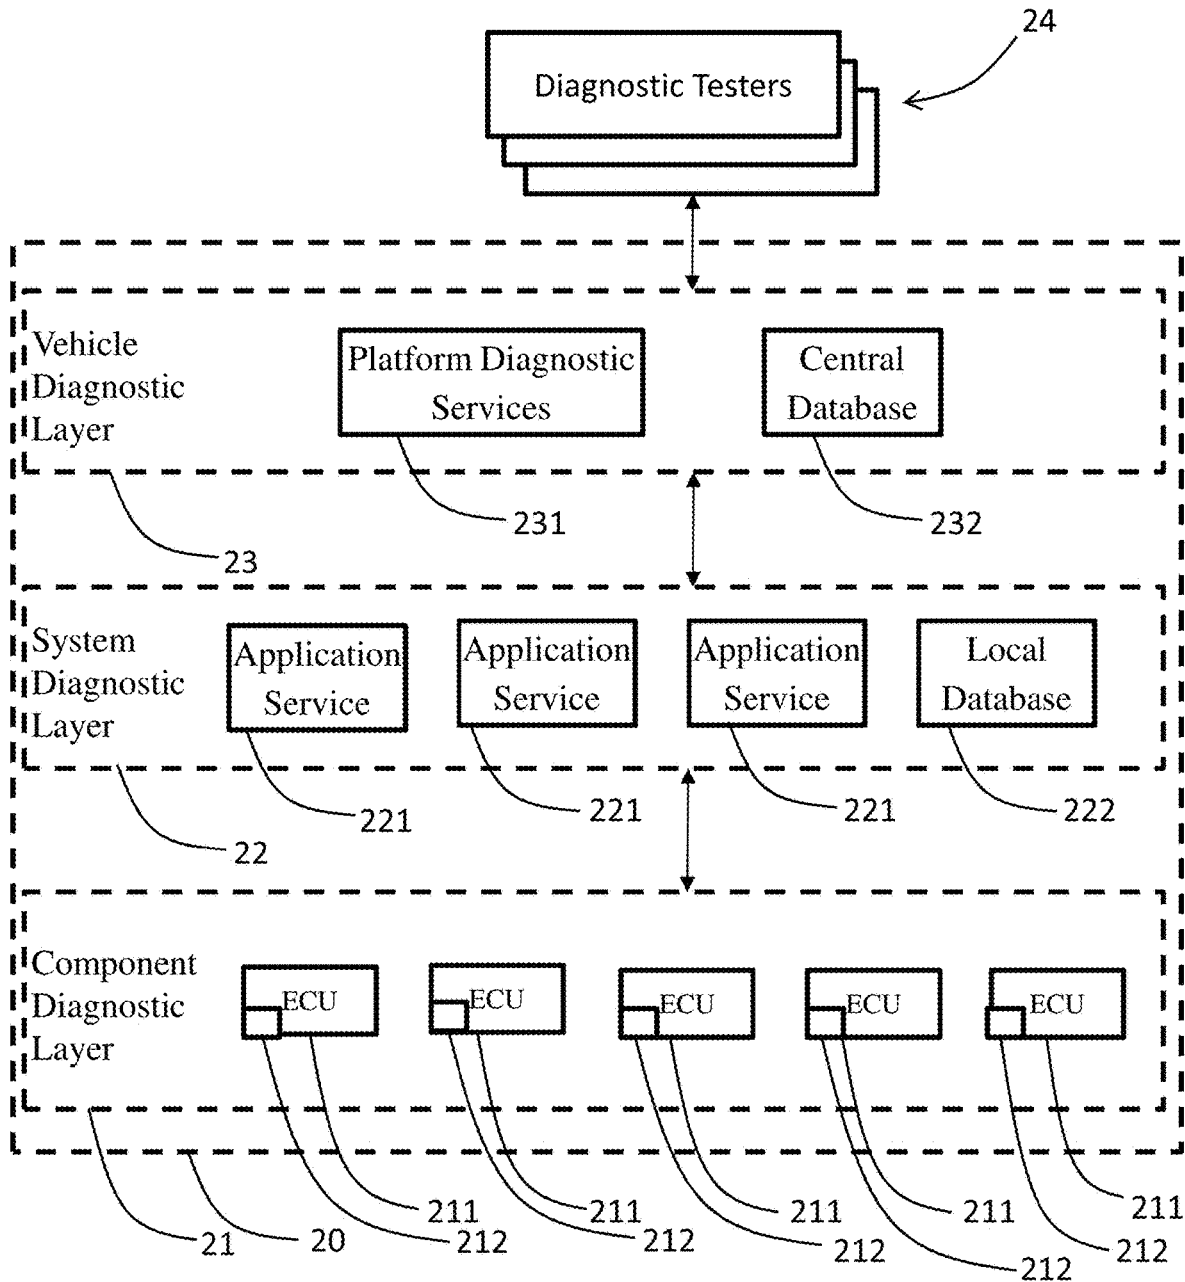 24
Diagnostic Testers
Vehicle
Diagnostic
Layer
Platform Diagnostic
Services
Central
Database
231
232
23
System
Diagnostic
Layer
Application
Service
Application
Service
Application
Service
Local
Database
221
221
221
222
22
Component
Diagnostic
Layer
ECU
ECU
ECU
ECU
ECU
211
211
211
211
211
21
20
212
212
212
212
212